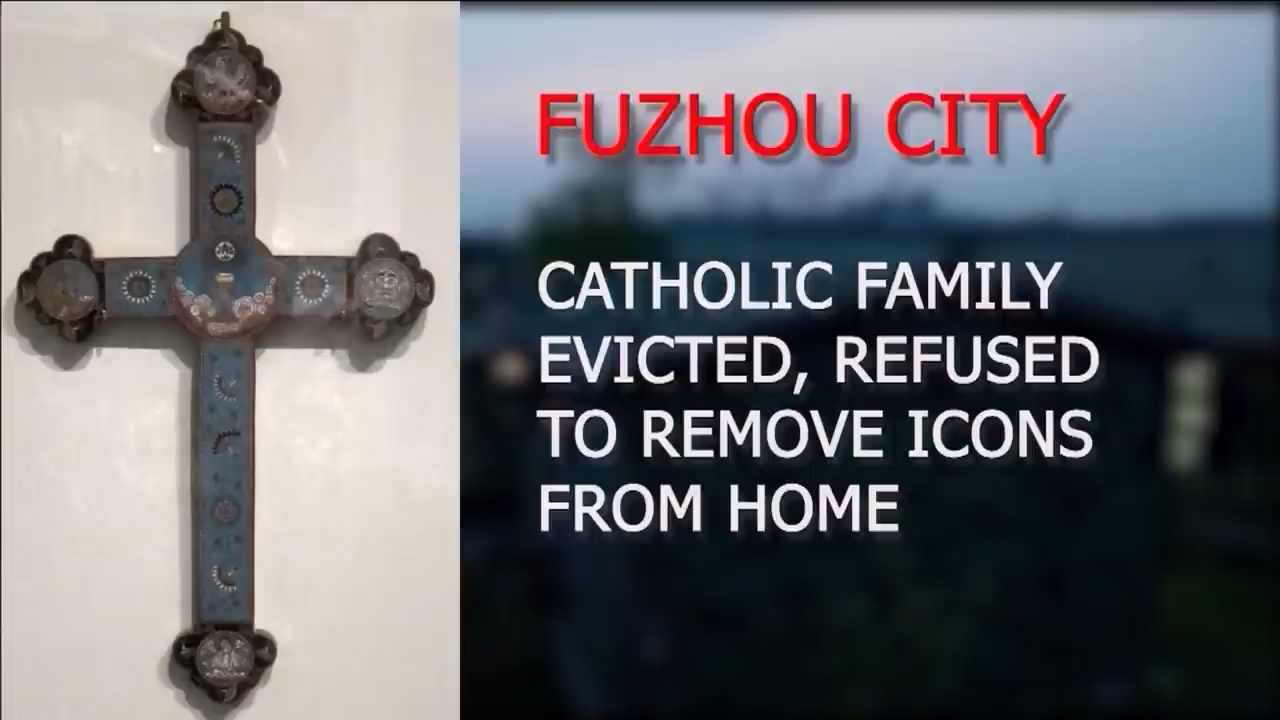 FUZHOU CITY
CATHOLIC FAMILY
EVICTED, REFUSED
TO REMOVE ICONS
FROM HOME